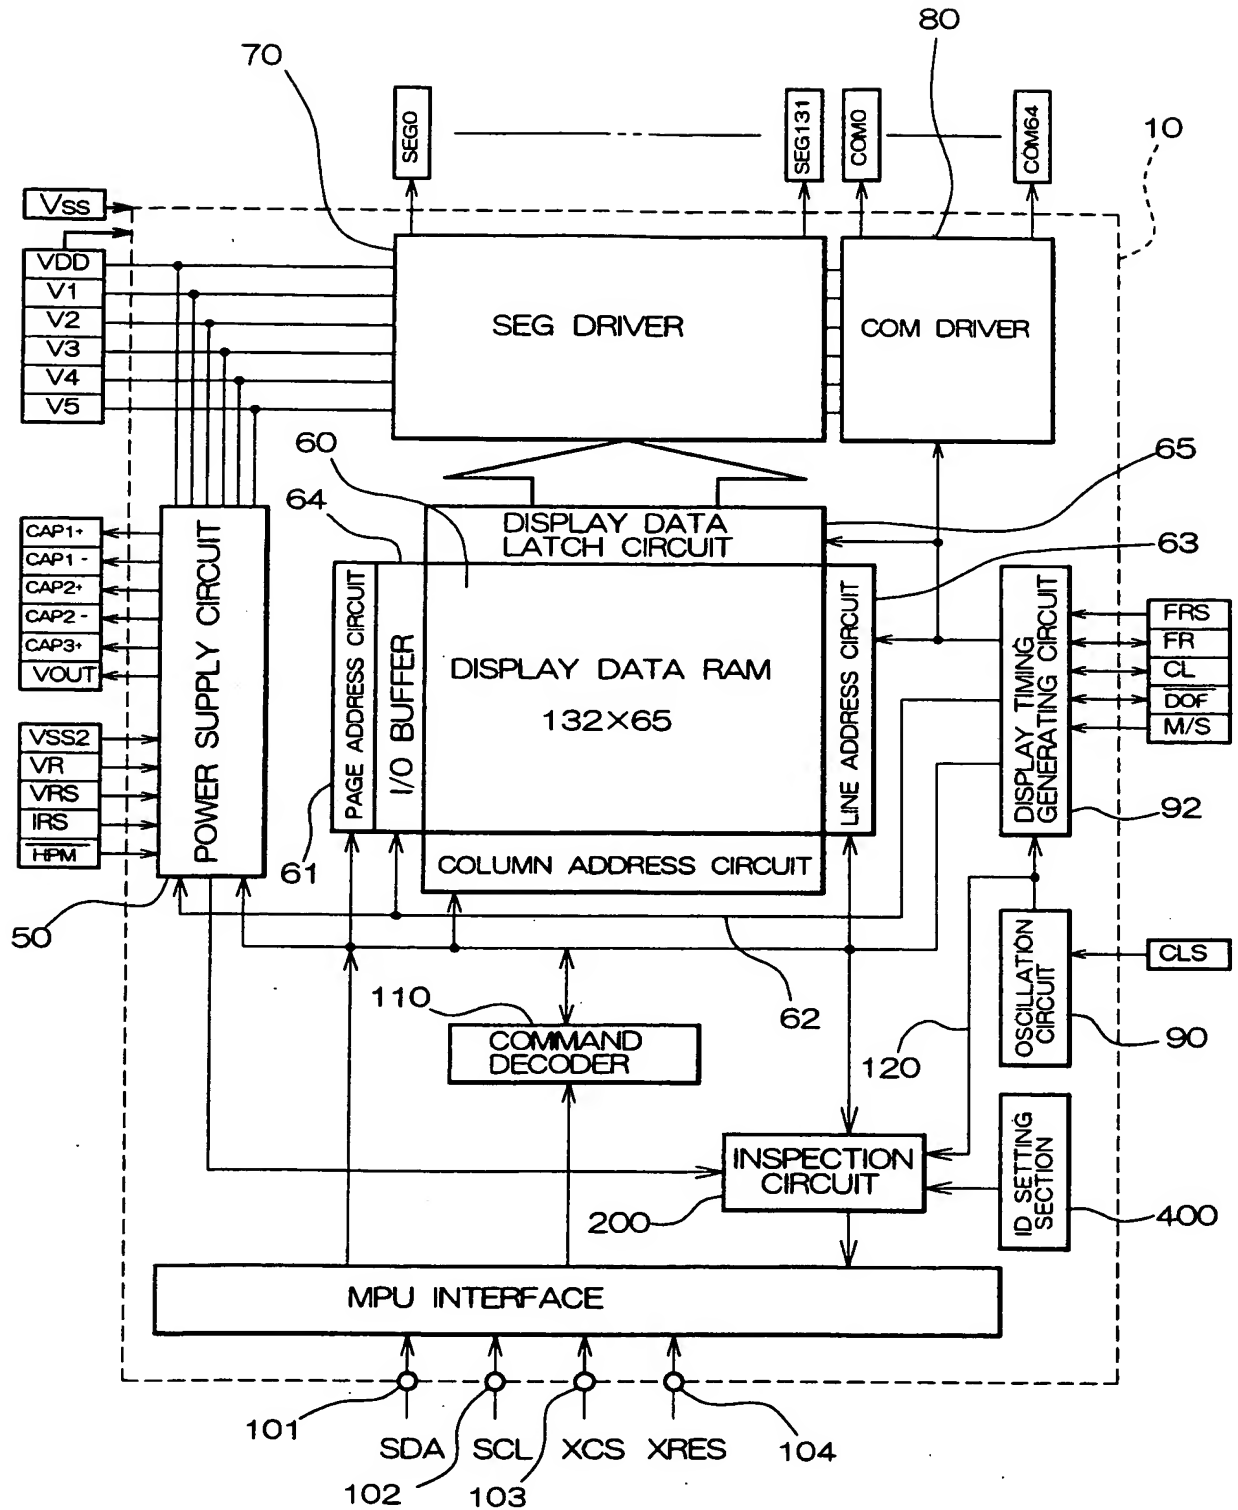 80
70
SEG0
SEG131
COM0
COM64
10
VSS
VDD
V1
V2
V3
V4
V5
SEG DRIVER
COM DRIVER
60
65
64
63
CAP1+
CAP1-
CAP2+
CAP2-
CAP3+
VOUT
POWER SUPPLY CIRCUIT
DISPLAY DATA
LATCH CIRCUIT
PAGE ADDRESS CIRCUIT
I/O BUFFER
DISPLAY DATA RAM
132×65
LINE ADDRESS CIRCUIT
DISPLAY TIMING
GENERATING CIRCUIT
FRS
FR
CL
DOF
M/S
VSS2
VR
VRS
IRS
HPM
61
92
COLUMN ADDRESS CIRCUIT
50
62
OSCILLATION
CIRCUIT
CLS
90
110
COMMAND
DECODER
120
INSPECTION
CIRCUIT
200
ID SETTING
SECTION
400
MPU INTERFACE
101
SDA
102
SCL
103
XCS
XRES
104